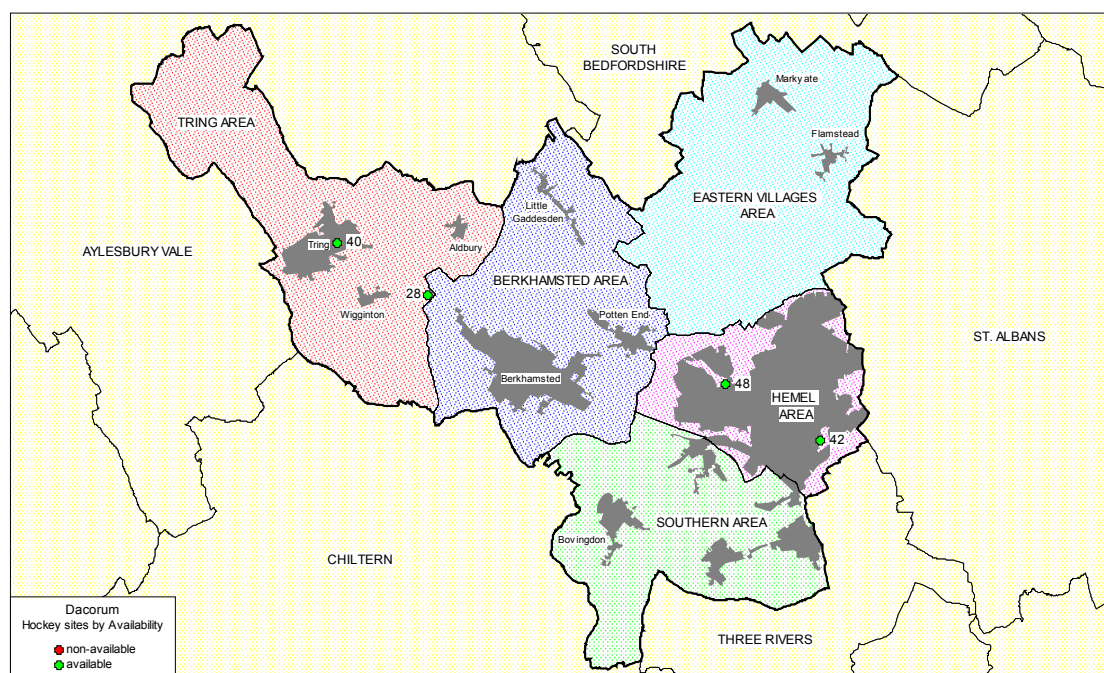 SOUTH
BEDFORDSHIRE
Markyate
TRING AREA
Flamstead
EASTERN VILLAGES
AREA
Little
Gaddesden
Tring
40
Aldbury
AYLESBURY VALE
BERKHAMSTED AREA
28
Wigginton
Potten End
ST. ALBANS
Berkhamsted
48
HEMEL
AREA
42
SOUTHERN AREA
Bovingdon
CHILTERN
THREE RIVERS
Dacorum
Hockey sites by Availability
non-available
available